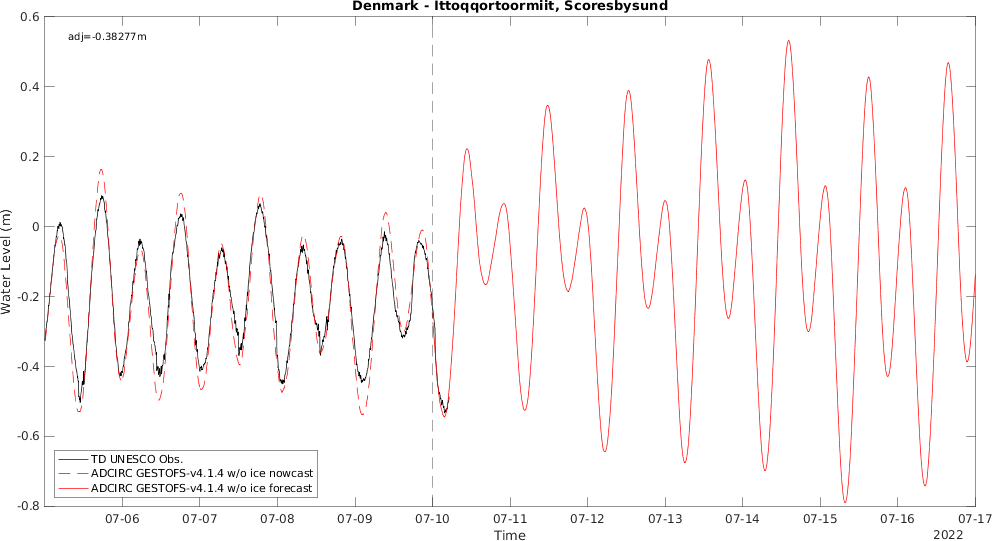 Denmark - Ittoqqortoormiit, Scoresbysund
adj=-0.38277m
0.6
0.4
0.2
0
-0.2
-0.4
-0.6
-0.8
Water Level (m)
TD UNESCO Obs.
ADCIRC GESTOFS-v4.1.4 w/o ice nowcast
ADCIRC GESTOFS-v4.1.4 w/o ice forecast
07-06 07-07 07-08 07-09 07-10 07-11 07-12 07-13 07-14 07-15 07-16 07-17
Time
2022